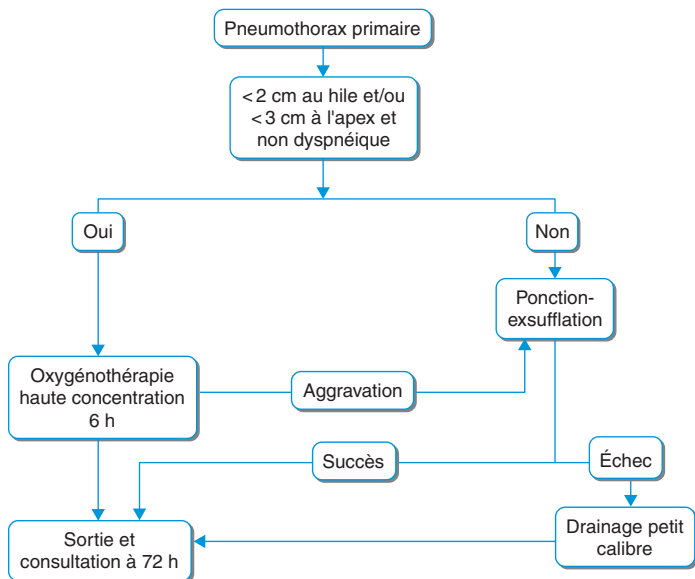 Pneumothorax primaire
< 2 cm au hile et/ou
< 3 cm à l'apex et
non dyspnéique
Oui
Non
Ponction-
exsufflation
Oxygénothérapie
haute concentration
6 h
Aggravation
Succès
Échec
Sortie et
consultation à 72 h
Drainage petit
calibre